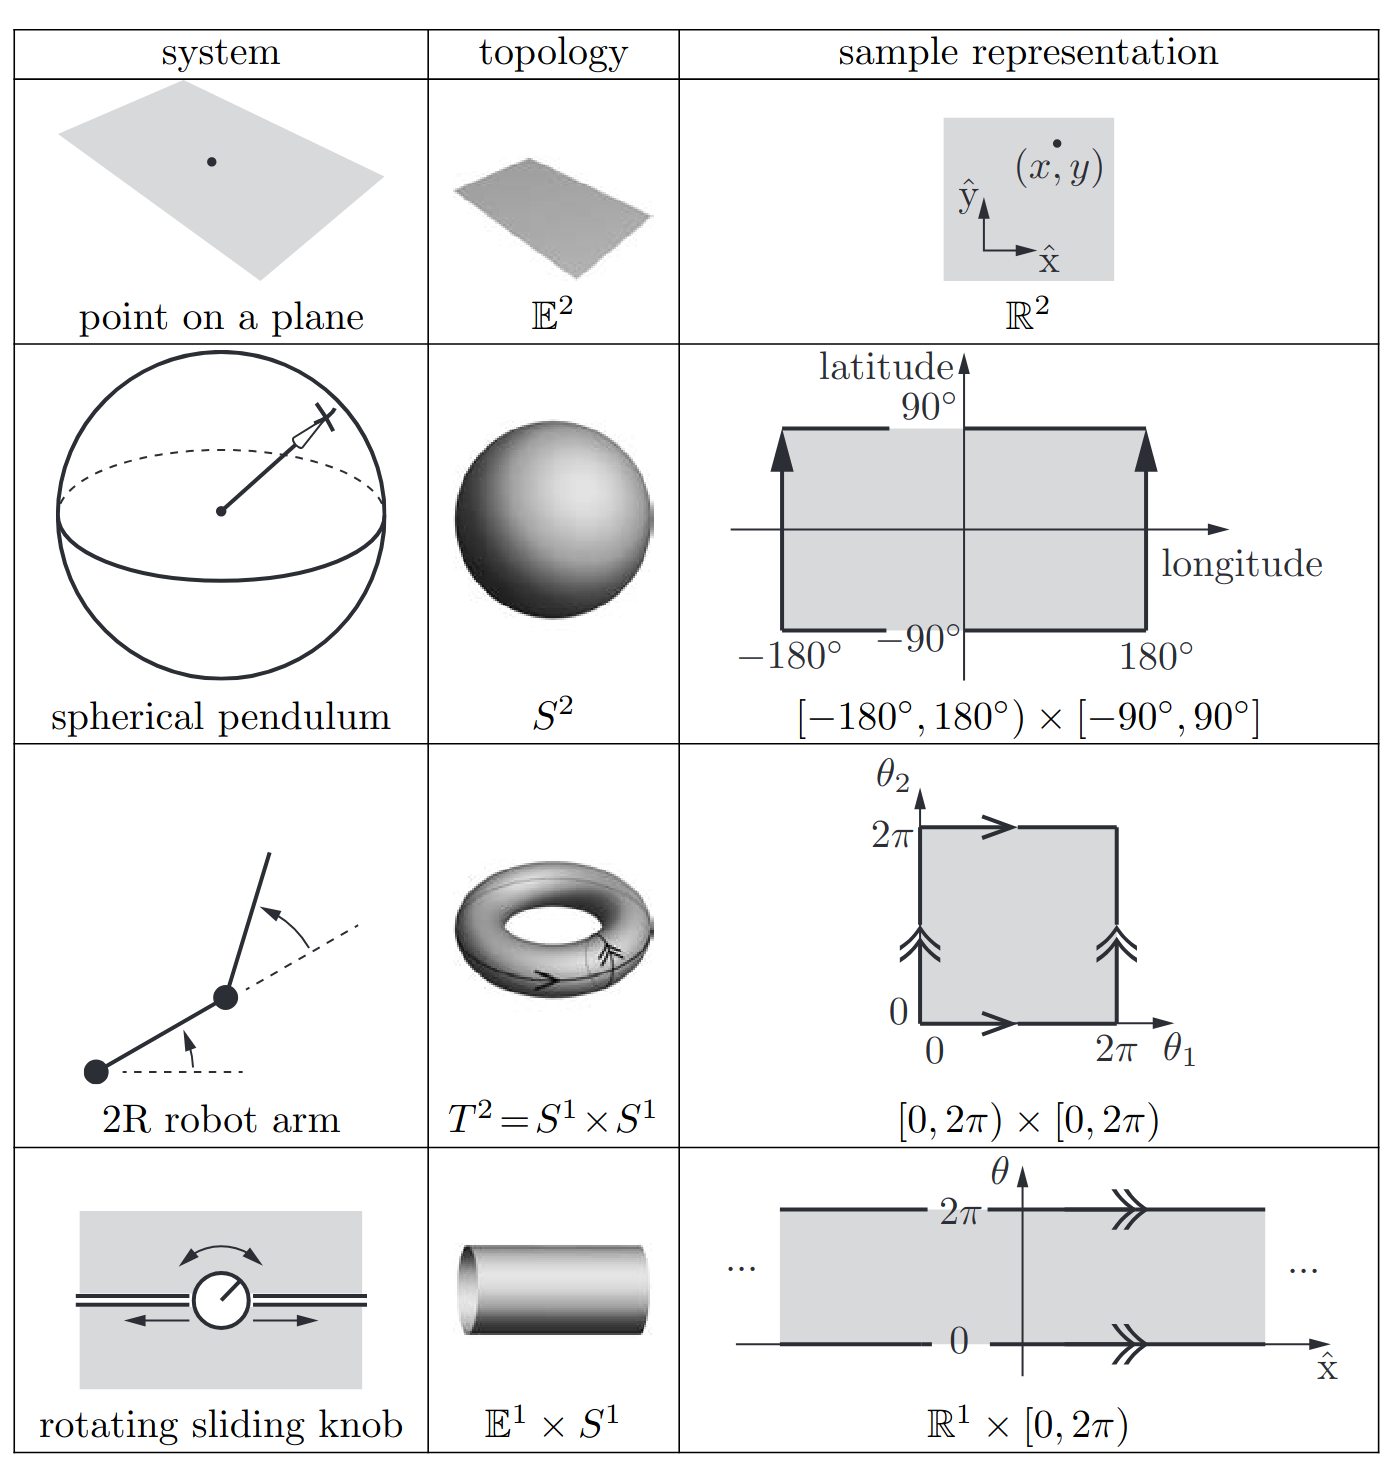 system topology sample representation
(x, y)
ŷ
x̂
point on a plane 𝔼² ℝ²
latitude
90°
longitude
−90°
−180° 180°
spherical pendulum S² [−180°, 180°) × [−90°, 90°]
θ₂
2π
0
0 2π θ₁
2R robot arm T² = S¹ × S¹ [0, 2π) × [0, 2π)
θ
2π
... ...
0
x̂
rotating sliding knob 𝔼¹ × S¹ ℝ¹ × [0, 2π)